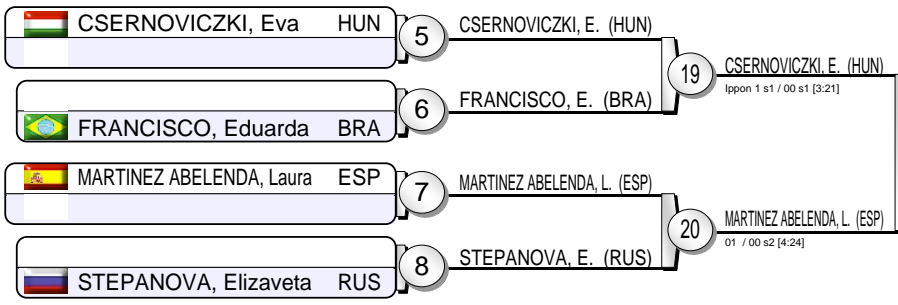 CSERNOVICZKI, Eva HUN
5
CSERNOVICZKI, E. (HUN)
19
CSERNOVICZKI, E. (HUN)
Ippon 1 s1 / 00 s1 [3:21]
6
FRANCISCO, E. (BRA)
FRANCISCO, Eduarda BRA
MARTINEZ ABELENDA, Laura ESP
7
MARTINEZ ABELENDA, L. (ESP)
20
MARTINEZ ABELENDA, L. (ESP)
01 / 00 s2 [4:24]
8
STEPANOVA, E. (RUS)
STEPANOVA, Elizaveta RUS